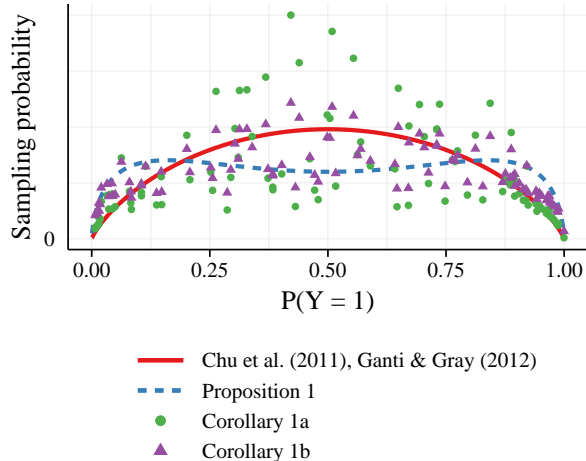 Sampling probability
0
0.00 0.25 0.50 0.75 1.00
P(Y = 1)
Chu et al. (2011), Ganti & Gray (2012)
Proposition 1
Corollary 1a
Corollary 1b